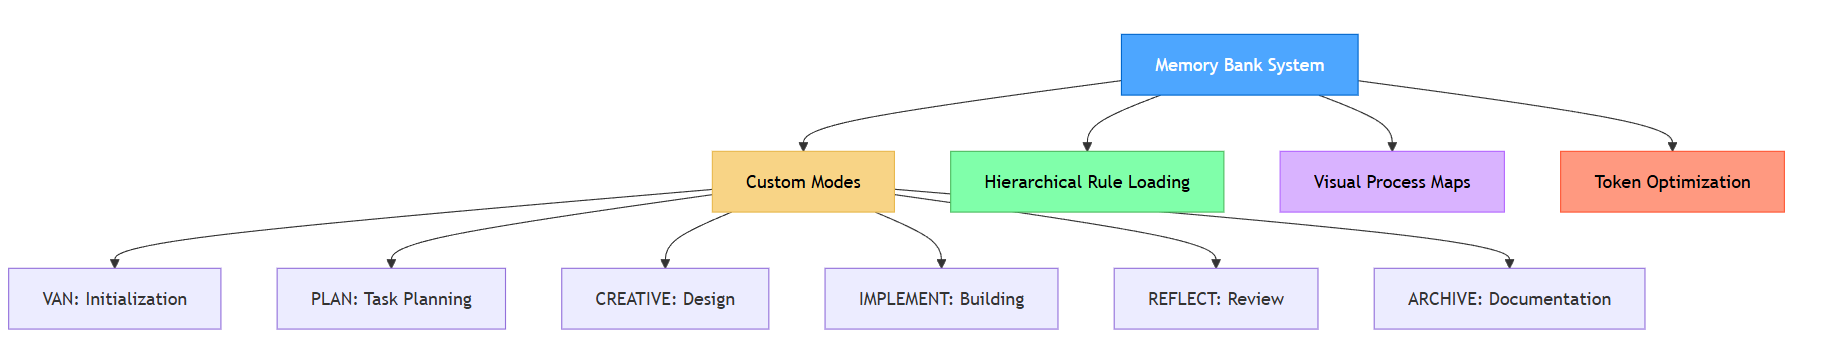 Memory Bank System
Custom Modes
Hierarchical Rule Loading
Visual Process Maps
Token Optimization
VAN: Initialization
PLAN: Task Planning
CREATIVE: Design
IMPLEMENT: Building
REFLECT: Review
ARCHIVE: Documentation